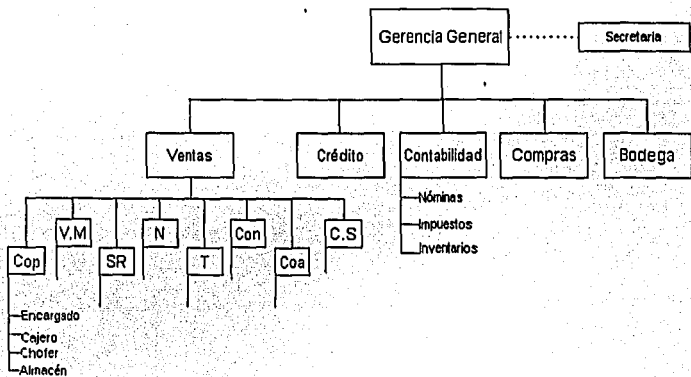 Gerencia General
Secretaria
Ventas
Crédito
Contabilidad
Compras
Bodega
Nóminas
Impuestos
Inventarios
V.M
N
Con
C.S
Cop
SR
T
Coa
Encargado
Cajero
Chofer
Almacén